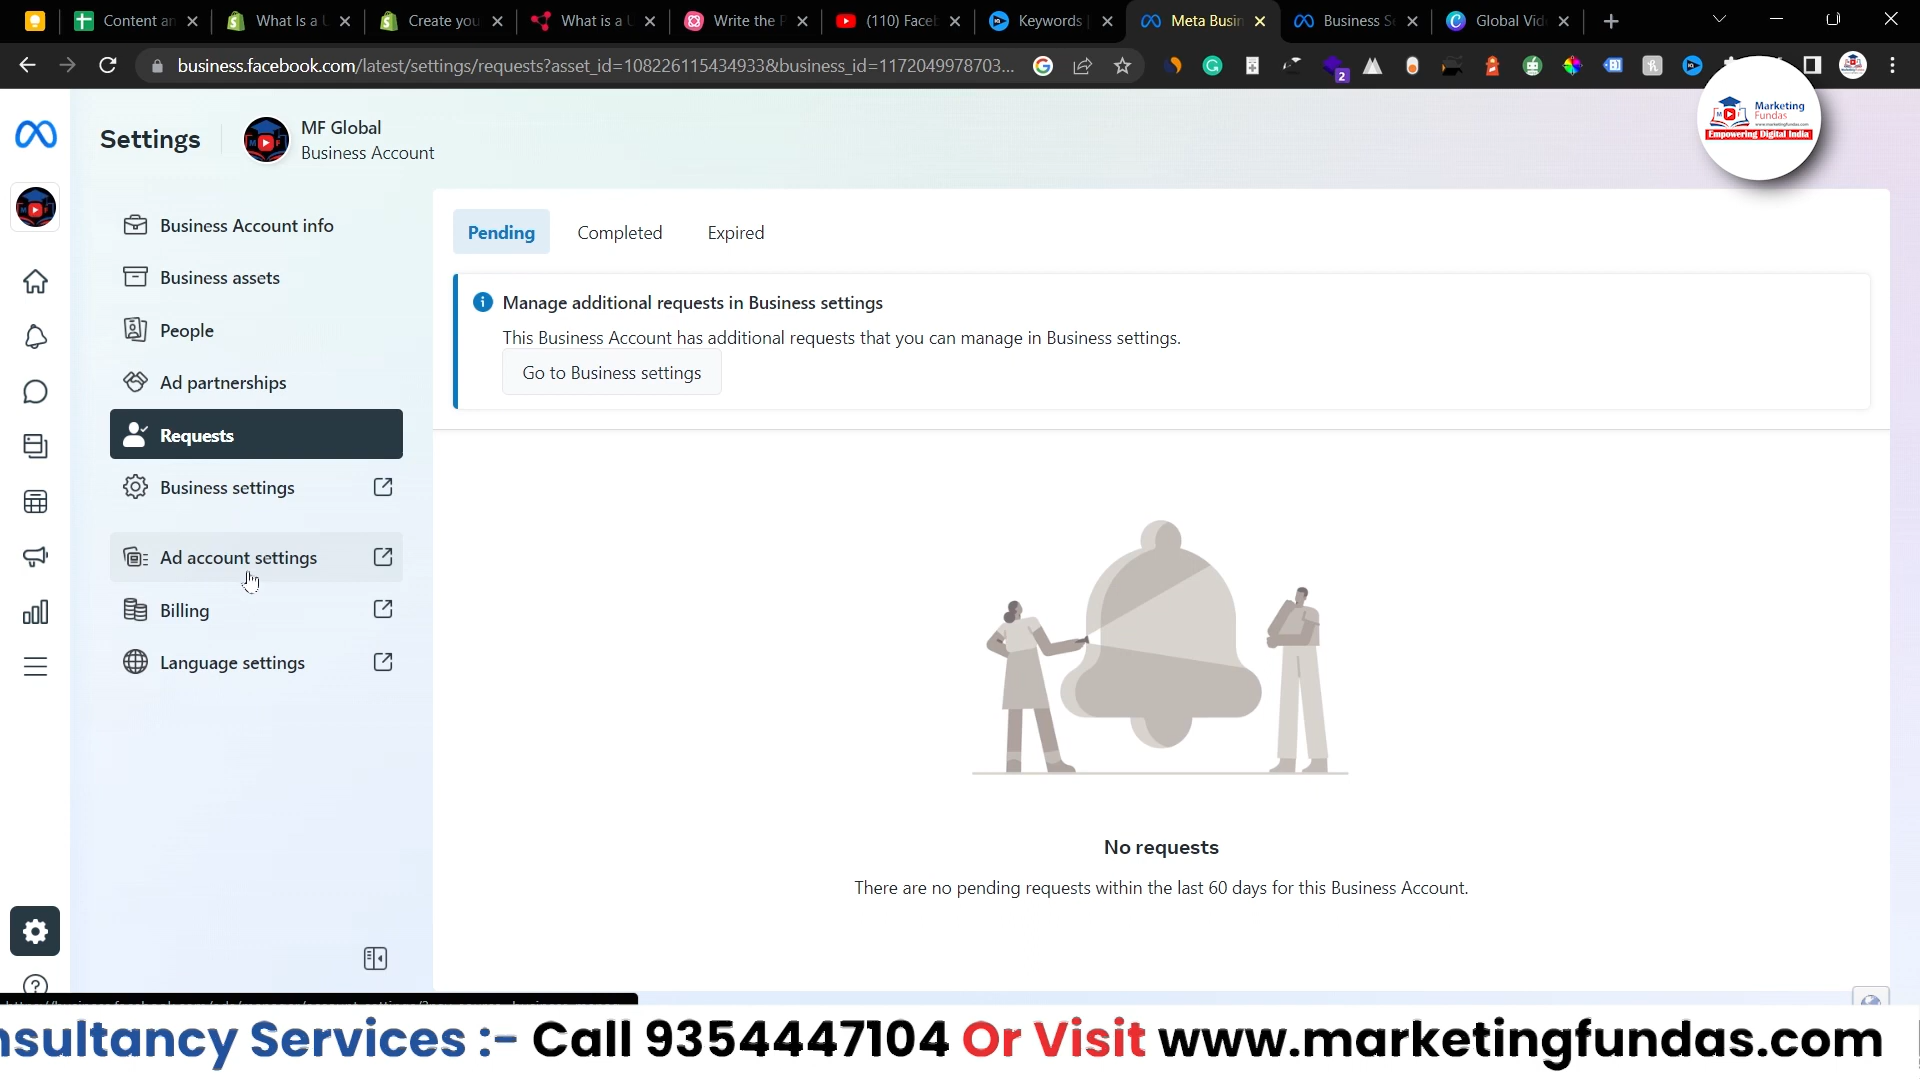 Content an
What Is a U
Create you
What is a U
Write the P
(110) Faceb
Keywords
Meta Busin
Business Se
Global Vid
business.facebook.com/latest/settings/requests?asset_id=108226115434933&business_id=1172049978703...
2
Settings
MF Global
Business Account
Marketing
Fundas
www.marketingfundas.com
Empowering Digital India
Business Account info
Business assets
People
Ad partnerships
Requests
Business settings
Ad account settings
Billing
Language settings
Pending
Completed
Expired
Manage additional requests in Business settings
This Business Account has additional requests that you can manage in Business settings.
Go to Business settings
No requests
There are no pending requests within the last 60 days for this Business Account.
nsultancy Services :- Call 9354447104 Or Visit www.marketingfundas.com